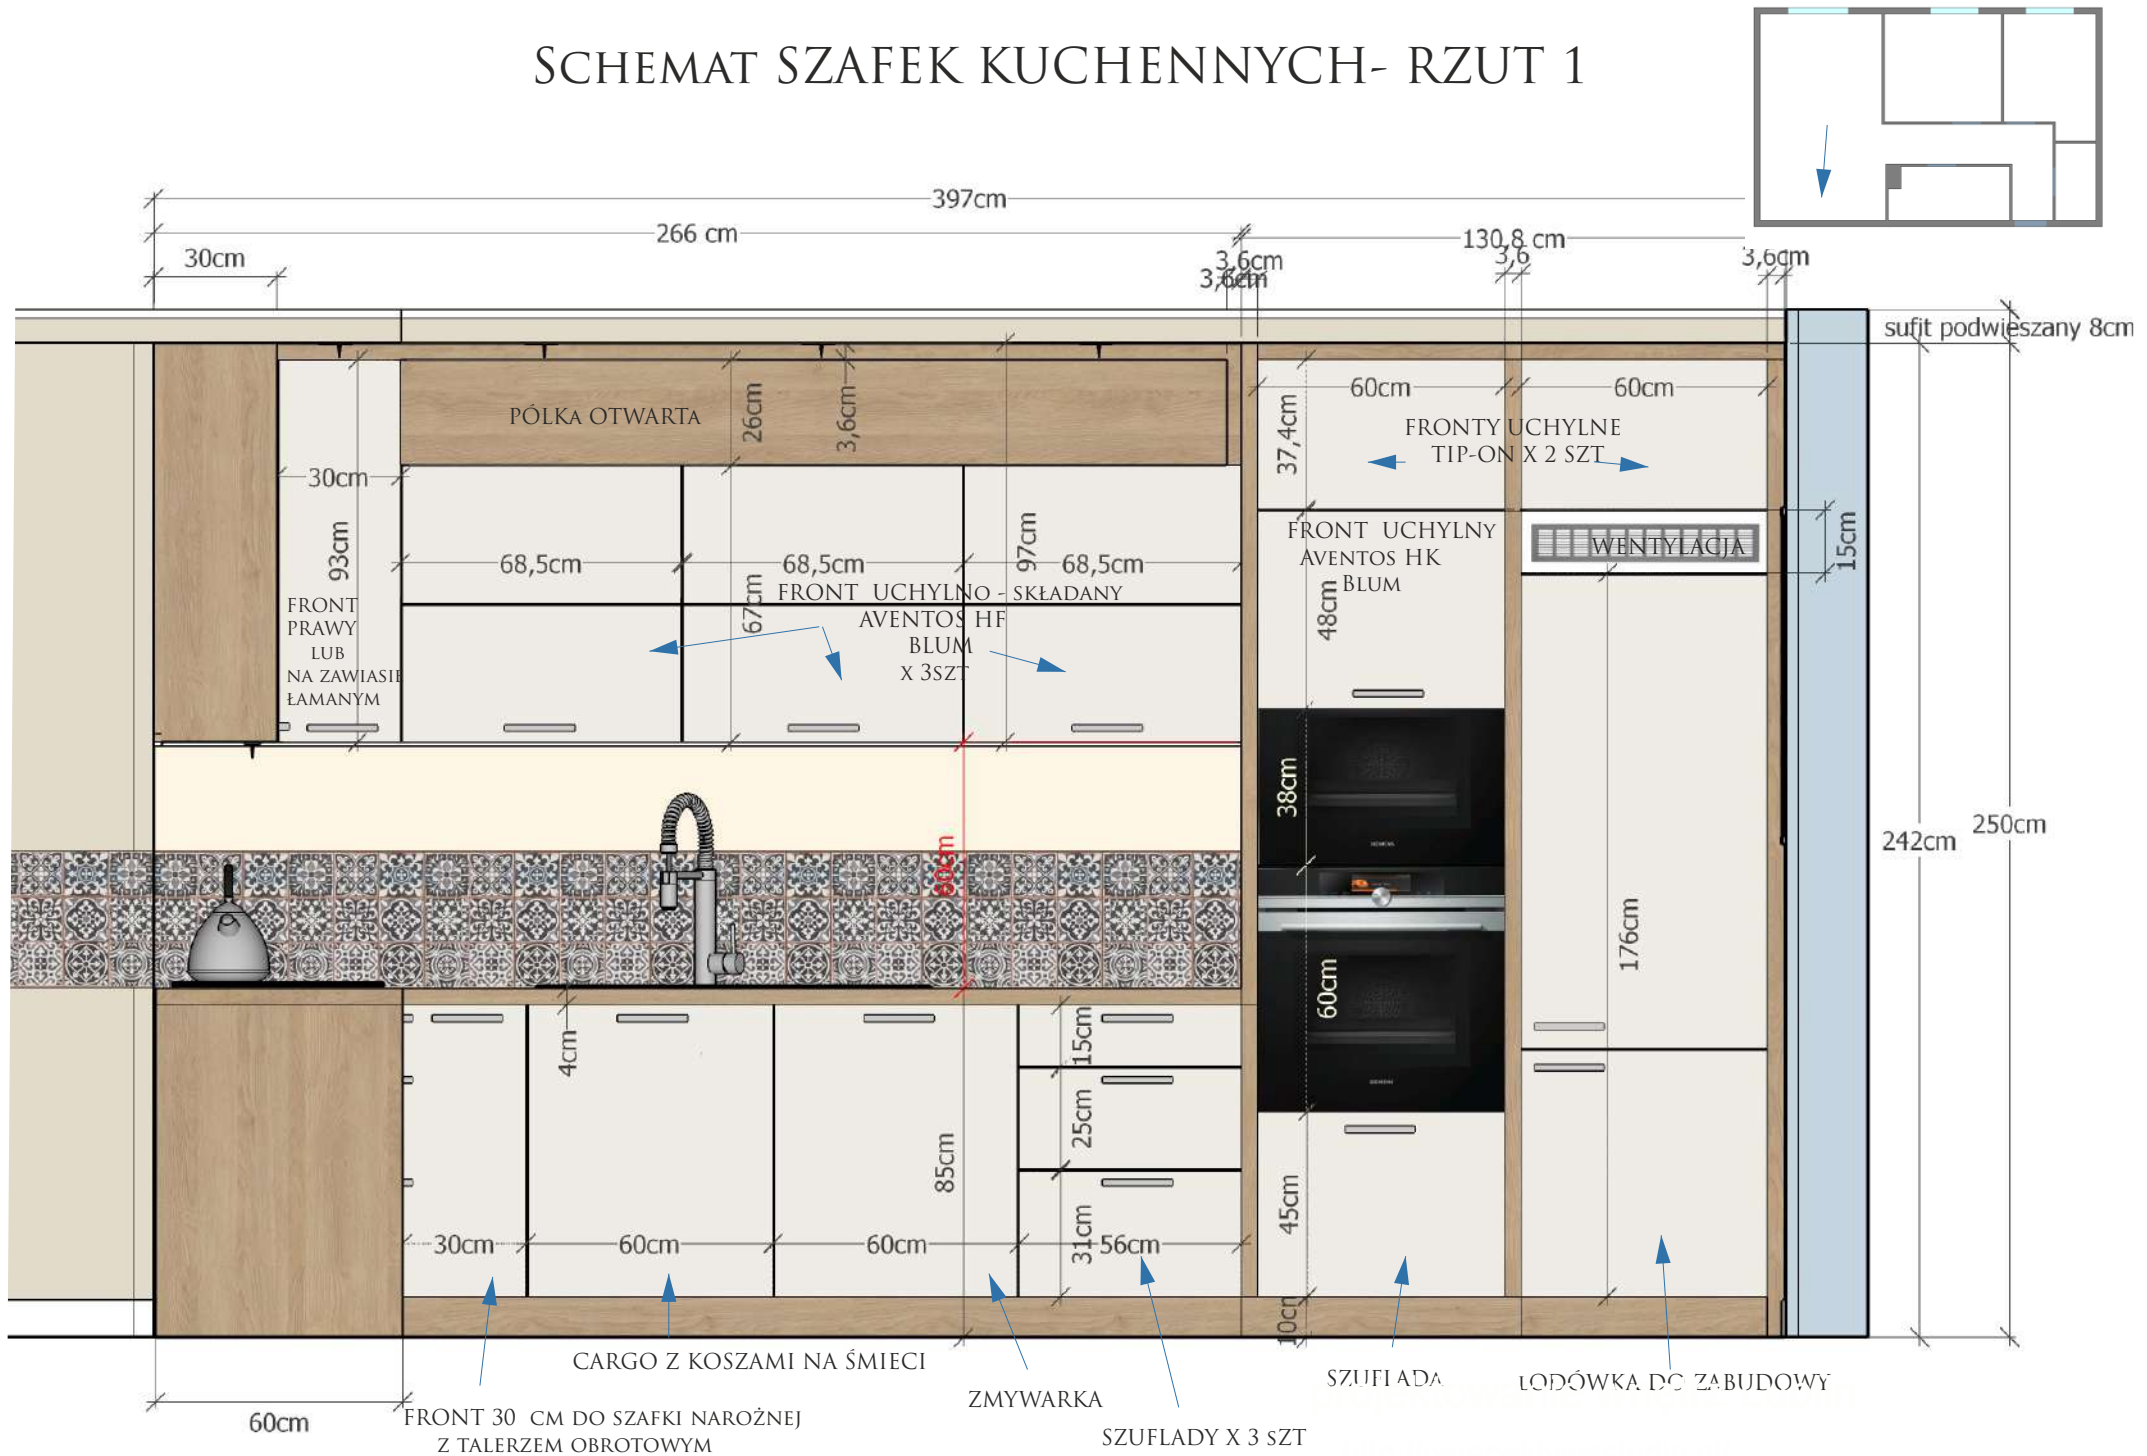 SCHEMAT SZAFEK KUCHENNYCH- RZUT 1
397cm
266 cm
130,8 cm
30cm
3,6cm
3,6cm
3,6
3,6cm
sufit podwieszany 8cm
PÓLKA OTWARTA
26cm
3,6cm
37,4cm
60cm
60cm
FRONTY UCHYLNE
TIP-ON X 2 SZT
30cm
93cm
68,5cm
68,5cm
68,5cm
97cm
67cm
FRONT UCHYLNO - SKŁADANY
AVENTOS HF
BLUM
X 3SZT
FRONT
PRAWY
LUB
NA ZAWIASIE
ŁAMANYM
FRONT UCHYLNY
AVENTOS HK
BLUM
48cm
WENTYLACJA
15cm
38cm
SIEMENS
60cm
60cm
SIEMENS
176cm
242cm
250cm
4cm
15cm
25cm
31cm
85cm
45cm
10cm
30cm
60cm
60cm
56cm
60cm
CARGO Z KOSZAMI NA ŚMIECI
FRONT 30 CM DO SZAFKI NAROŻNEJ
Z TALERZEM OBROTOWYM
ZMYWARKA
SZUFLADY X 3 SZT
SZUFLADA
LODÓWKA DO ZABUDOWY